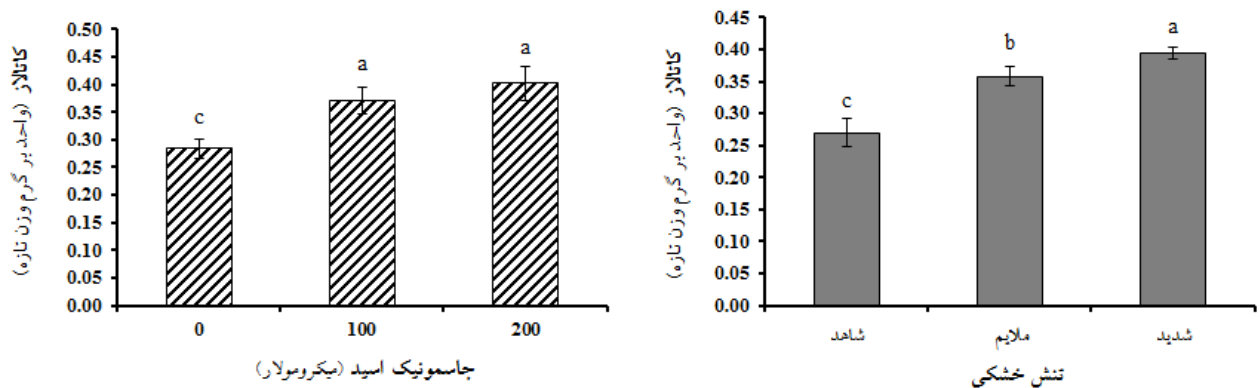 کاتالاز (واحد بر گرم وزن تازه)
0.50
0.45
0.40
0.35
0.30
0.25
0.20
0.15
0.10
0.05
0.00
c
a
a
0 100 200
جاسمونیک اسید (میکرومولار)
کاتالاز (واحد بر گرم وزن تازه)
0.45
0.40
0.35
0.30
0.25
0.20
0.15
0.10
0.05
0.00
c
b
a
شاهد ملایم شدید
تنش خشکی